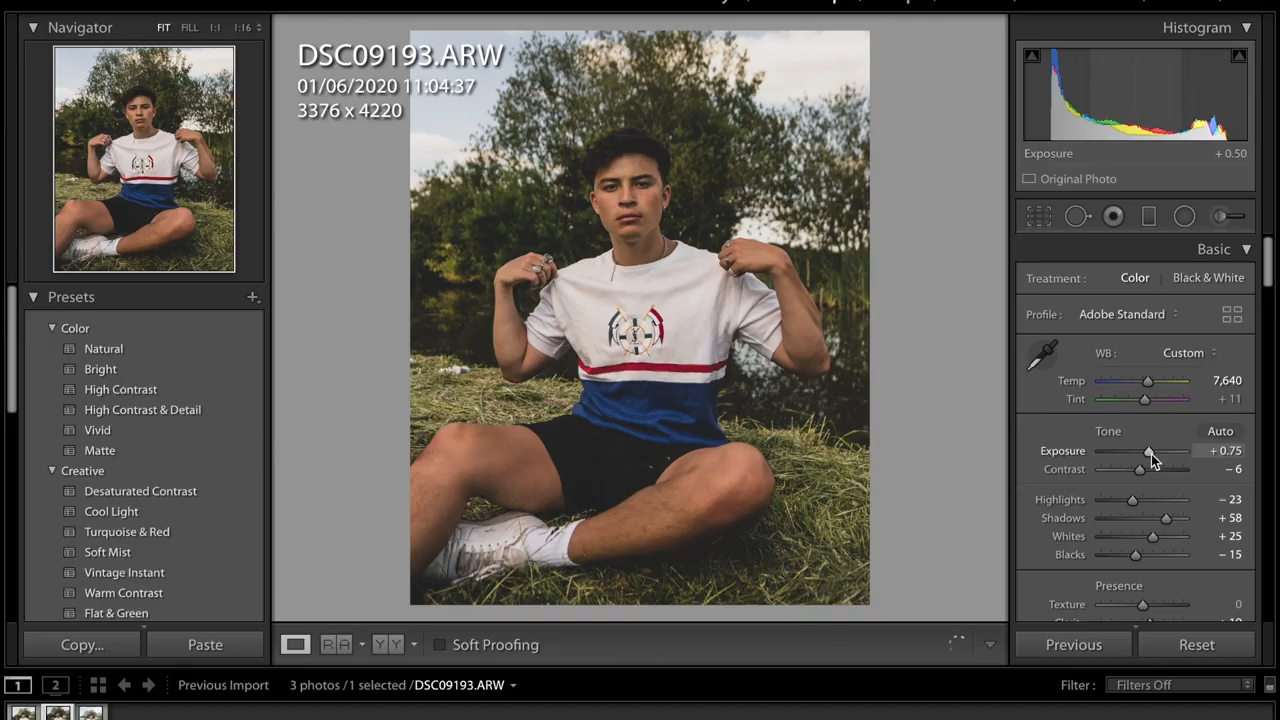 Navigator FIT FILL 1:1 1:16
DSC09193.ARW
01/06/2020 11:04:37
3376 x 4220
Presets
Color
Natural
Bright
High Contrast
High Contrast & Detail
Vivid
Matte
Creative
Desaturated Contrast
Cool Light
Turquoise & Red
Soft Mist
Vintage Instant
Warm Contrast
Flat & Green
Copy... Paste
R A Y Y Soft Proofing
Histogram
Exposure + 0.50
Original Photo
Basic
Treatment : Color Black & White
Profile : Adobe Standard
WB : Custom
Temp 7,640
Tint + 11
Tone Auto
Exposure + 0.75
Contrast - 6
Highlights - 23
Shadows + 58
Whites + 25
Blacks - 15
Presence
Texture 0
Previous Reset
1 2 Previous Import 3 photos / 1 selected / DSC09193.ARW Filter : Filters Off